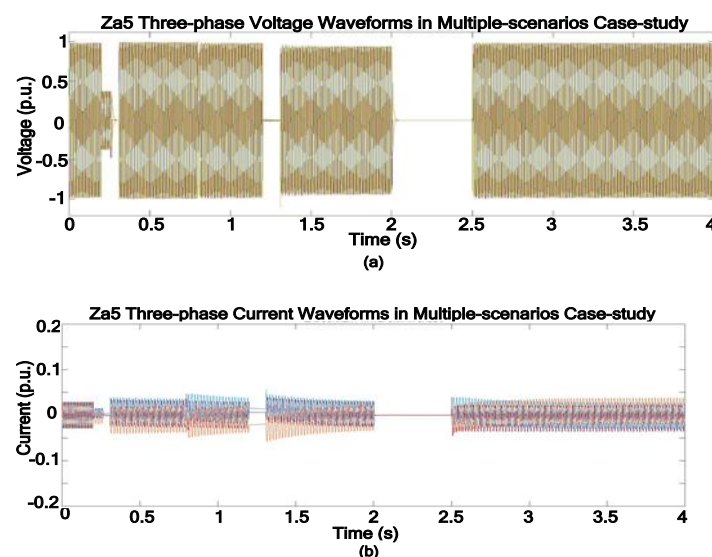 Za5 Three-phase Voltage Waveforms in Multiple-scenarios Case-study
Voltage (p.u.)
1
0.5
0
-0.5
-1
0 0.5 1 1.5 2 2.5 3 3.5 4
Time (s)
(a)
Za5 Three-phase Current Waveforms in Multiple-scenarios Case-study
Current (p.u.)
0.2
0.1
0
-0.1
-0.2
0 0.5 1 1.5 2 2.5 3 3.5 4
Time (s)
(b)